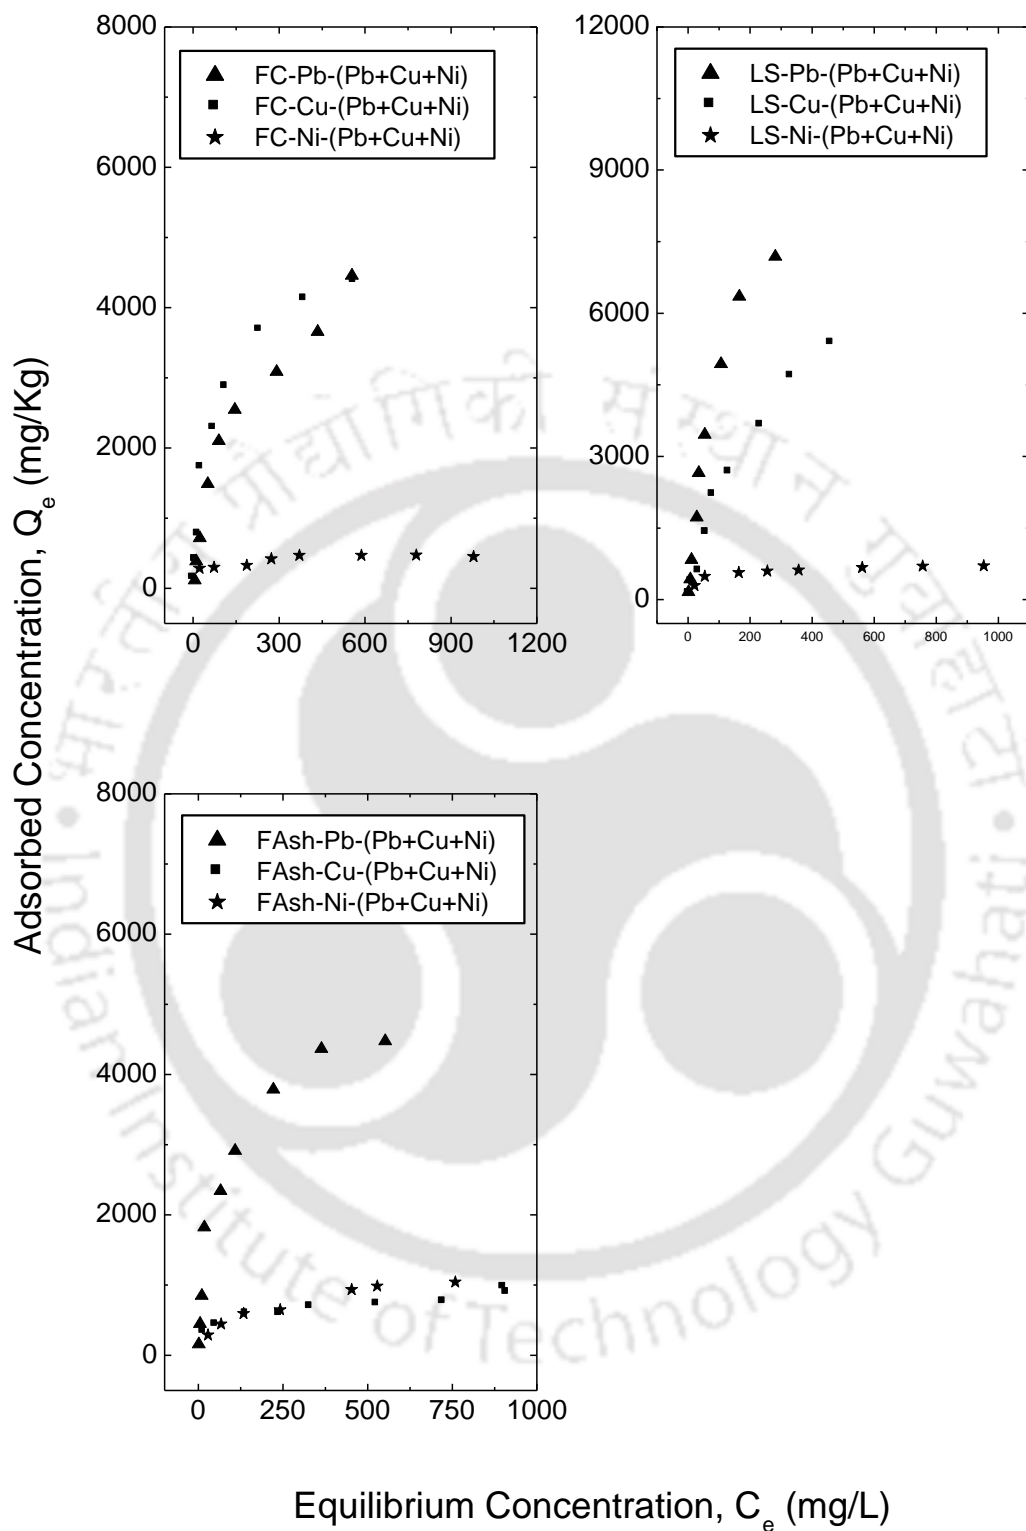 8000
6000
4000
2000
0
0 300 600 900 1200
FC-Pb-(Pb+Cu+Ni)
FC-Cu-(Pb+Cu+Ni)
FC-Ni-(Pb+Cu+Ni)
12000
9000
6000
3000
0
0 200 400 600 800 1000
LS-Pb-(Pb+Cu+Ni)
LS-Cu-(Pb+Cu+Ni)
LS-Ni-(Pb+Cu+Ni)
Adsorbed Concentration, Q_e (mg/Kg)
8000
6000
4000
2000
0
0 250 500 750 1000
FAsh-Pb-(Pb+Cu+Ni)
FAsh-Cu-(Pb+Cu+Ni)
FAsh-Ni-(Pb+Cu+Ni)
Equilibrium Concentration, C_e (mg/L)
भारतीय प्रौद्योगिकी संस्थान गुवाहाटी
Indian Institute of Technology Guwahati